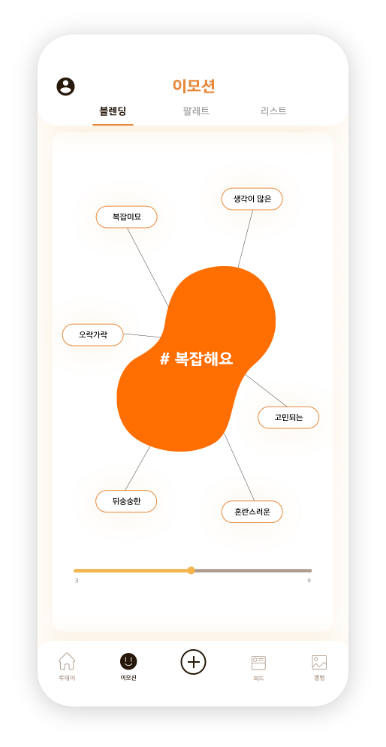 이모션
블렌딩 팔레트 리스트
생각이 많은
복잡미묘
오락가락
# 복잡해요
고민되는
뒤숭숭한
혼란스러운
3 9
투데이 이모션 피드 앨범